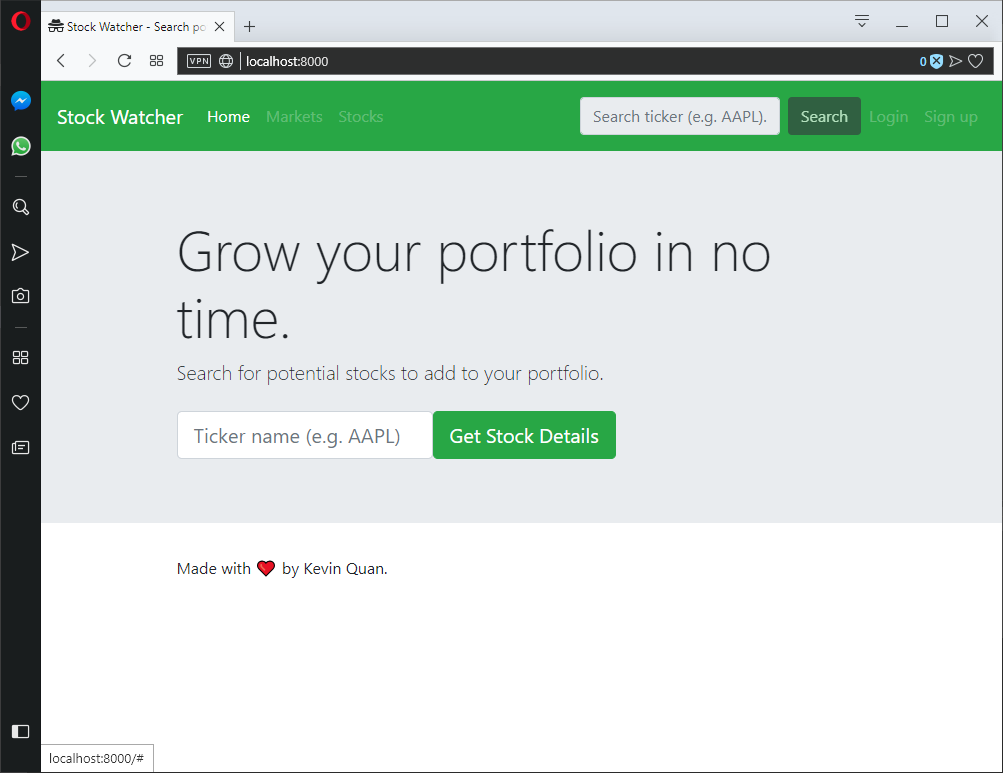 Stock Watcher - Search po
VPN localhost:8000 0
Stock Watcher Home Markets Stocks Search ticker (e.g. AAPL). Search Login Sign up
Grow your portfolio in no
time.
Search for potential stocks to add to your portfolio.
Ticker name (e.g. AAPL) Get Stock Details
Made with ❤ by Kevin Quan.
localhost:8000/#